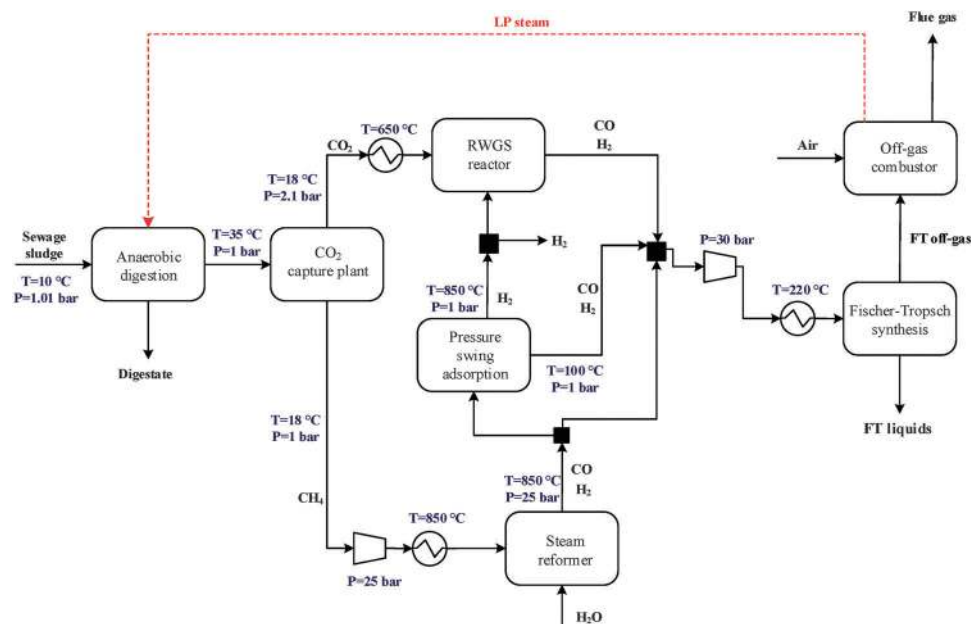 Flue gas
LP steam
T=650 °C
CO₂
RWGS
reactor
CO
H₂
Air
Off-gas
combustor
T=18 °C
P=2.1 bar
Sewage
sludge
T=10 °C
P=1.01 bar
Anaerobic
digestion
T=35 °C
P=1 bar
CO₂
capture plant
H₂
P=30 bar
FT off-gas
T=850 °C
P=1 bar
H₂
CO
H₂
T=220 °C
Fischer-Tropsch
synthesis
Pressure
swing
adsorption
T=100 °C
P=1 bar
Digestate
T=18 °C
P=1 bar
FT liquids
T=850 °C
P=25 bar
CO
H₂
CH₄
T=850 °C
P=25 bar
Steam
reformer
H₂O